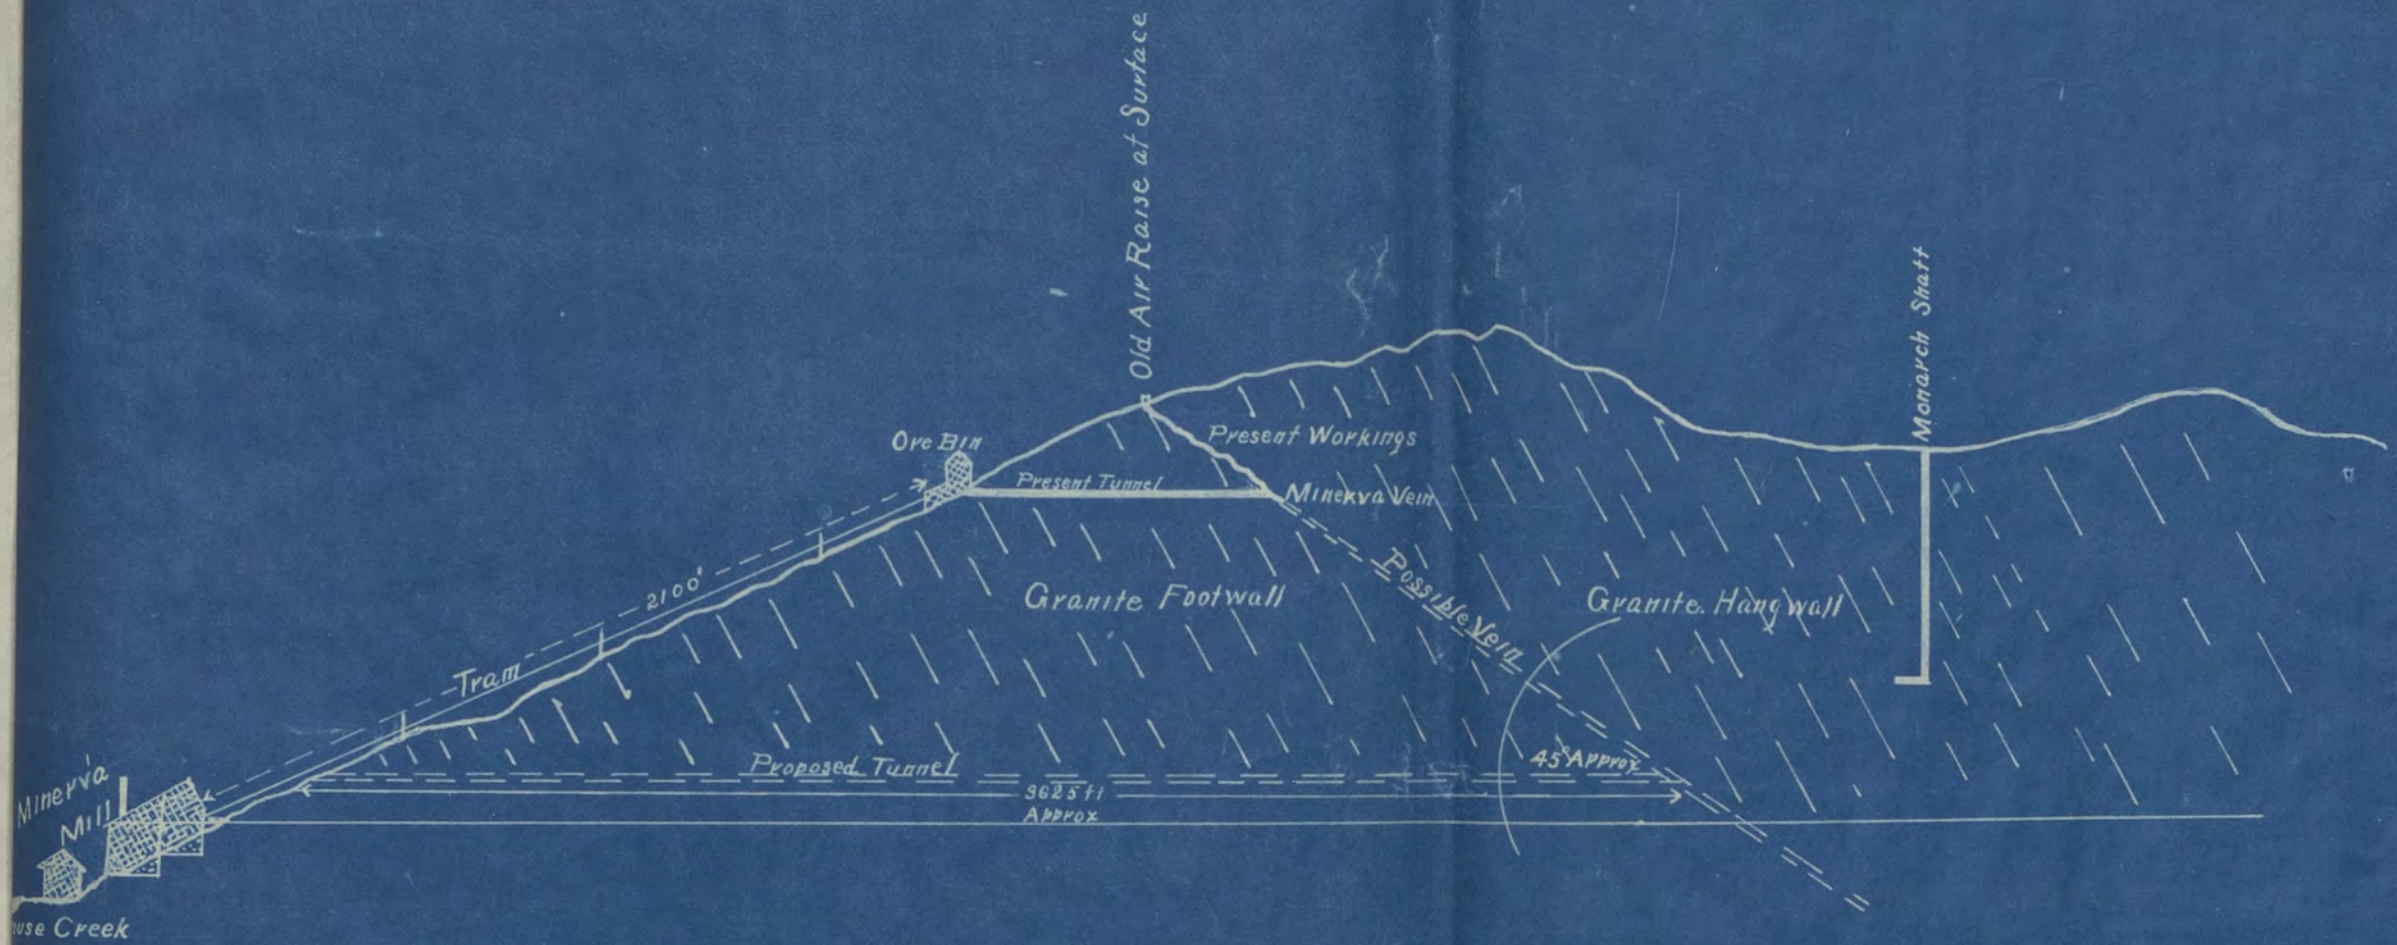 Old Air Raise at Surface
Monarch Shaft
Ore Bin
Present Workings
Present Tunnel
Minerva Vein
Possible Vein
Granite Footwall
Granite. Hangwall
2100'
Tram
Minerva
Mill
Proposed Tunnel
45° Approx
3625 ft
Approx
use Creek